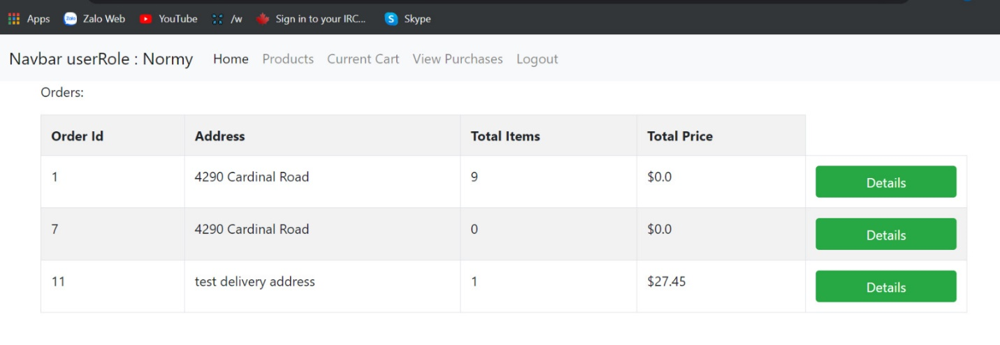 Apps Zalo Web YouTube /w Sign in to your IRC... Skype
Navbar userRole : Normy Home Products Current Cart View Purchases Logout
Orders:
Order Id Address Total Items Total Price
1 4290 Cardinal Road 9 $0.0 Details
7 4290 Cardinal Road 0 $0.0 Details
11 test delivery address 1 $27.45 Details